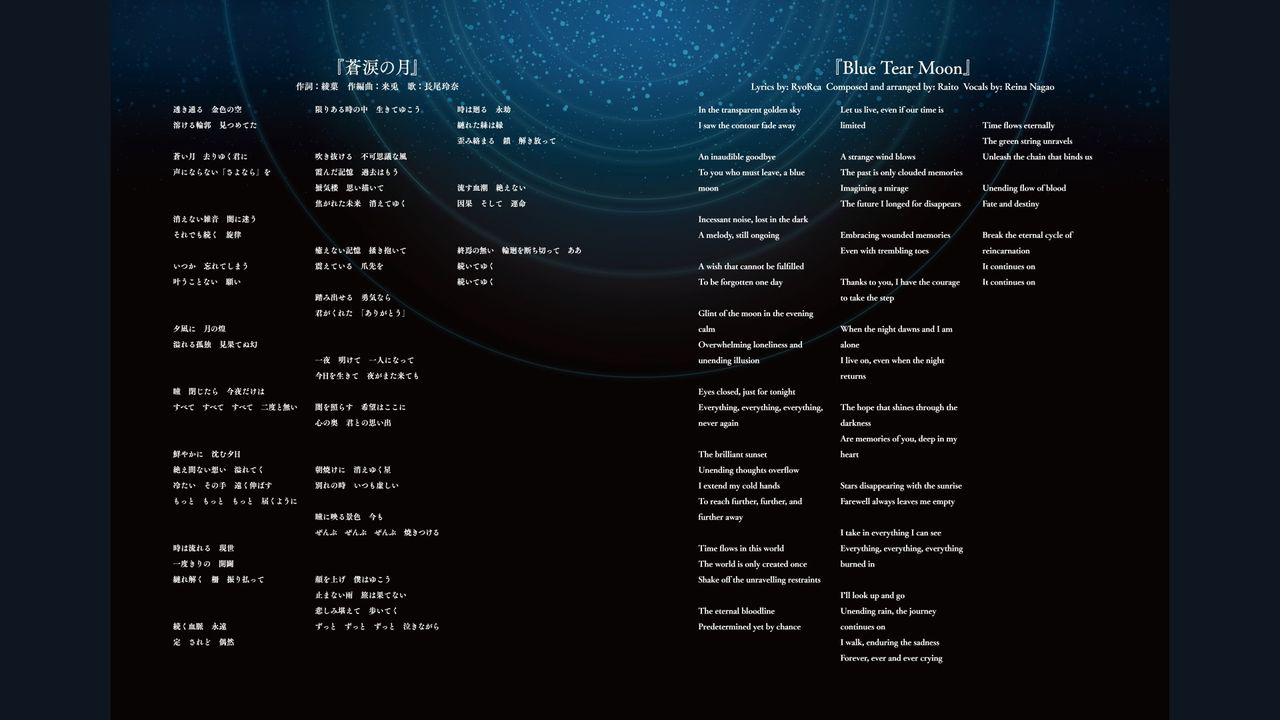 『蒼涙の月』
作詞：綾菜　作編曲：来兎　歌：長尾玲奈
透き通る　金色の空
溶ける輪郭　見つめてた
蒼い月　去りゆく君に
声にならない「さよなら」を
消えない雑音　闇に迷う
それでも続く　旋律
いつか　忘れてしまう
叶うことない　願い
夕凪に　月の煌
溢れる孤独　見果てぬ幻
瞳　閉じたら　今夜だけは
すべて　すべて　すべて　二度と無い
鮮やかに　沈む夕日
絶え間ない想い　溢れてく
冷たい　その手　遠く伸ばす
もっと　もっと　もっと　届くように
時は流れる　現世
一度きりの　開闢
縺れ解く　柵　振り払って
続く血脈　永遠
定　されど　偶然
限りある時の中　生きてゆこう
吹き抜ける　不可思議な風
霞んだ記憶　過去はもう
蜃気楼　思い描いて
焦がれた未来　消えてゆく
癒えない記憶　掻き抱いて
震えている　爪先を
踏み出せる　勇気なら
君がくれた　「ありがとう」
一夜　明けて　一人になって
今日を生きて　夜がまた来ても
闇を照らす　希望はここに
心の奥　君との思い出
朝焼けに　消えゆく星
別れの時　いつも虚しい
瞳に映る景色　今も
ぜんぶ　ぜんぶ　ぜんぶ　焼きつける
顔を上げ　僕はゆこう
止まない雨　旅は果てない
悲しみ堪えて　歩いてく
ずっと　ずっと　ずっと　泣きながら
時は廻る　永劫
縺れた絲は緑
歪み絡まる　鎖　解き放って
流す血潮　絶えない
因果　そして　運命
終焉の無い　輪廻を断ち切って　ああ
続いてゆく
続いてゆく
『Blue Tear Moon』
Lyrics by: RyoRca  Composed and arranged by: Raito  Vocals by: Reina Nagao
In the transparent golden sky
I saw the contour fade away
An inaudible goodbye
To you who must leave, a blue
moon
Incessant noise, lost in the dark
A melody, still ongoing
A wish that cannot be fulfilled
To be forgotten one day
Glint of the moon in the evening
calm
Overwhelming loneliness and
unending illusion
Eyes closed, just for tonight
Everything, everything, everything,
never again
The brilliant sunset
Unending thoughts overflow
I extend my cold hands
To reach further, further, and
further away
Time flows in this world
The world is only created once
Shake off the unravelling restraints
The eternal bloodline
Predetermined yet by chance
Let us live, even if our time is
limited
A strange wind blows
The past is only clouded memories
Imagining a mirage
The future I longed for disappears
Embracing wounded memories
Even with trembling toes
Thanks to you, I have the courage
to take the step
When the night dawns and I am
alone
I live on, even when the night
returns
The hope that shines through the
darkness
Are memories of you, deep in my
heart
Stars disappearing with the sunrise
Farewell always leaves me empty
I take in everything I can see
Everything, everything, everything
burned in
I'll look up and go
Unending rain, the journey
continues on
I walk, enduring the sadness
Forever, ever and ever crying
Time flows eternally
The green string unravels
Unleash the chain that binds us
Unending flow of blood
Fate and destiny
Break the eternal cycle of
reincarnation
It continues on
It continues on